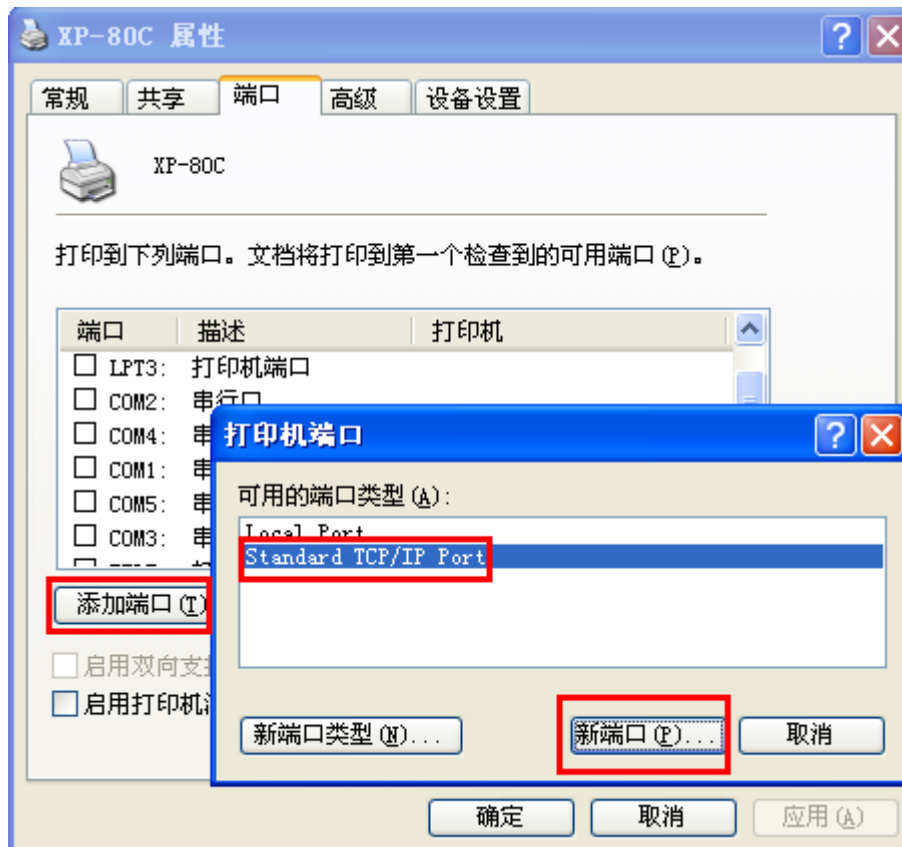 XP-80C 属性
常规 共享 端口 高级 设备设置
XP-80C
打印到下列端口。文档将打印到第一个检查到的可用端口(P)。
端口 描述 打印机
LPT3: 打印机端口
COM2: 串行口
COM4: 串
COM1: 串
COM5: 串
COM3: 串
添加端口(T)
启用双向支
启用打印机
打印机端口
可用的端口类型(A):
Local Port
Standard TCP/IP Port
新端口类型(N)... 新端口(P)... 取消
确定 取消 应用(A)